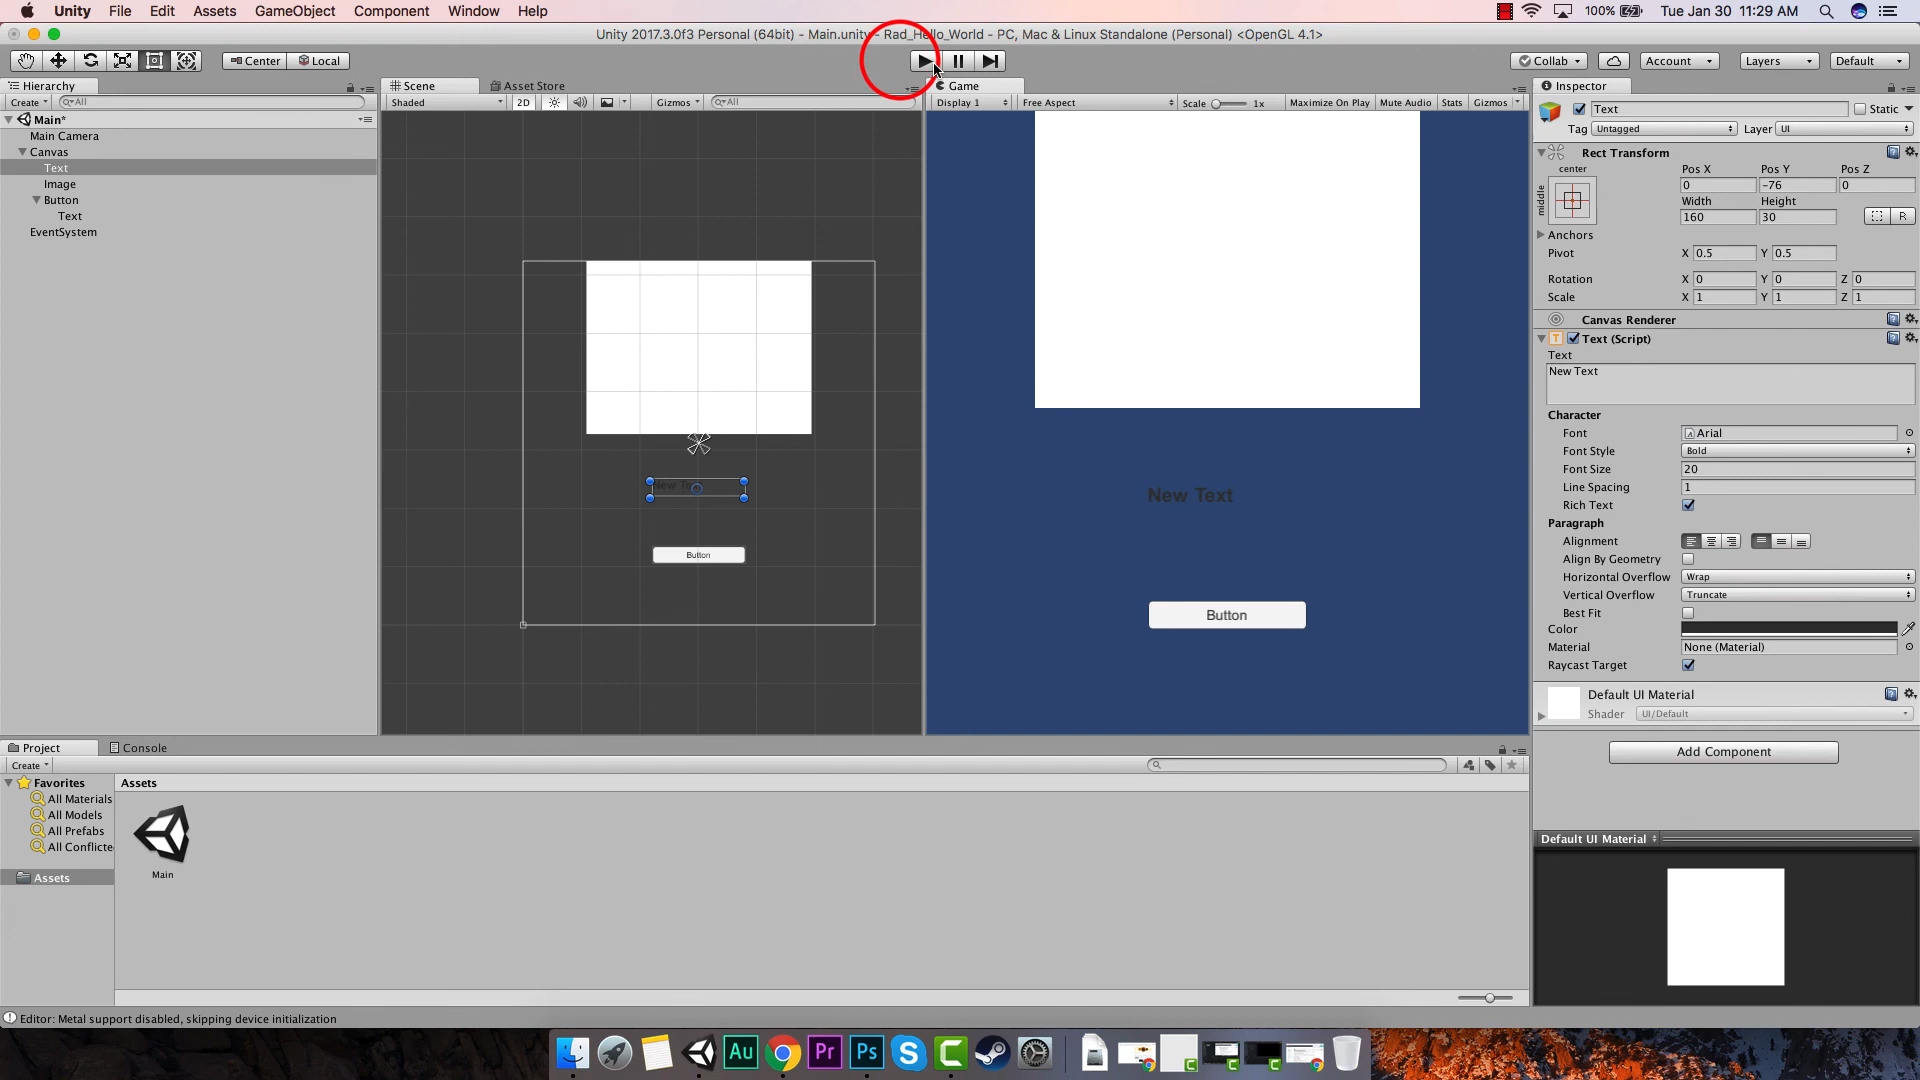 Unity File Edit Assets GameObject Component Window Help 100% Tue Jan 30 11:29 AM
Unity 2017.3.0f3 Personal (64bit) - Main.unity - Rad_Hello_World - PC, Mac & Linux Standalone (Personal) <OpenGL 4.1>
Center Local Collab Account Layers Default
Hierarchy Scene Asset Store Game Inspector
Create All Shaded 2D Gizmos All Display 1 Free Aspect Scale 1x Maximize On Play Mute Audio Stats Gizmos Text Static
Main*
Main Camera
Canvas
Text
Image
Button
Text
EventSystem
New Text
Button
New Text
Button
Tag Untagged Layer UI
Rect Transform
center
middle
Pos X Pos Y Pos Z
0 -76 0
Width Height
160 30
R
Anchors
Pivot X 0.5 Y 0.5
Rotation X 0 Y 0 Z 0
Scale X 1 Y 1 Z 1
Canvas Renderer
T Text (Script)
Text
New Text
Character
Font Arial
Font Style Bold
Font Size 20
Line Spacing 1
Rich Text
Paragraph
Alignment
Align By Geometry
Horizontal Overflow Wrap
Vertical Overflow Truncate
Best Fit
Color
Material None (Material)
Raycast Target
Default UI Material
Shader UI/Default
Add Component
Default UI Material
Project Console
Create
Favorites
All Materials
All Models
All Prefabs
All Conflicte
Assets
Assets
Main
Editor: Metal support disabled, skipping device initialization
Au Pr Ps S C